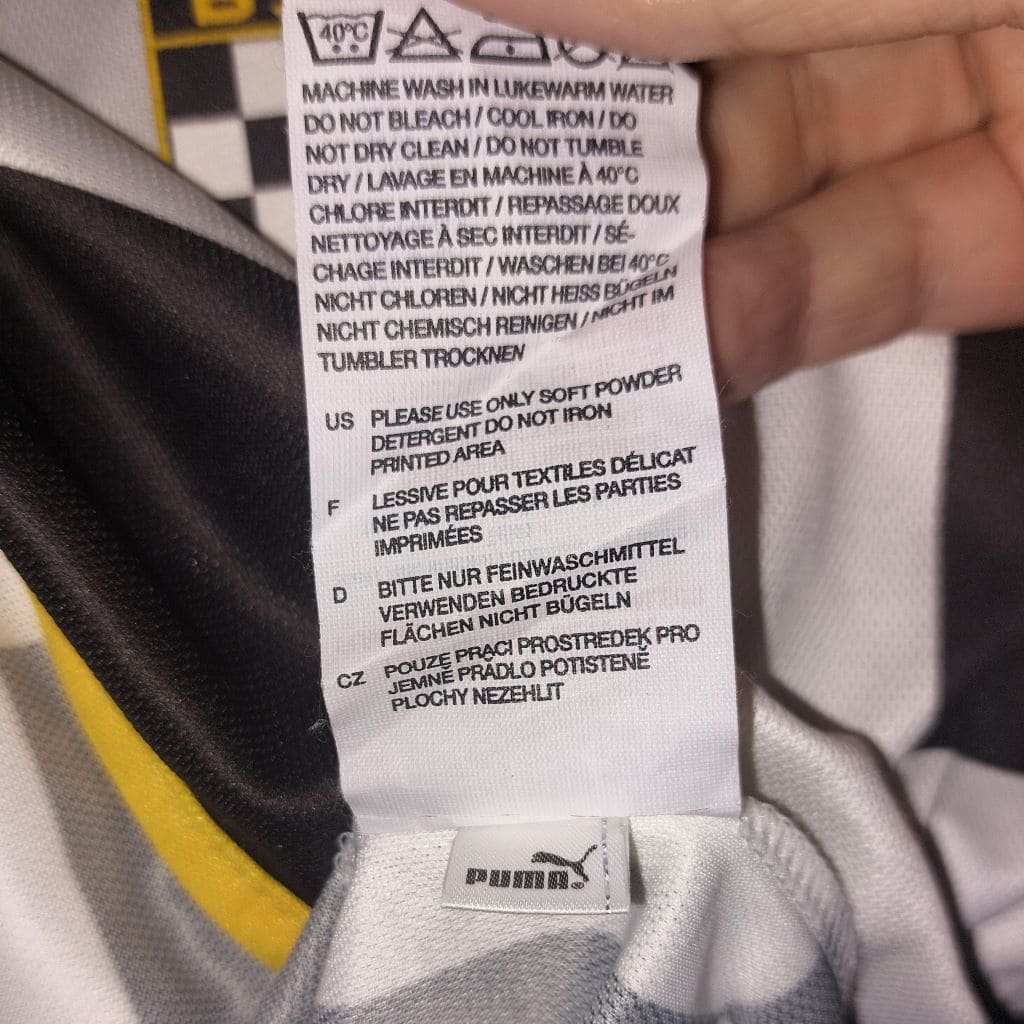 40°C
MACHINE WASH IN LUKEWARM WATER
DO NOT BLEACH / COOL IRON / DO
NOT DRY CLEAN / DO NOT TUMBLE
DRY / LAVAGE EN MACHINE À 40°C
CHLORE INTERDIT / REPASSAGE DOUX
NETTOYAGE À SEC INTERDIT / SÉ-
CHAGE INTERDIT / WASCHEN BEI 40°C
NICHT CHLOREN / NICHT HEISS BÜGELN
NICHT CHEMISCH REINIGEN / NICHT IM
TUMBLER TROCKNEN
US PLEASE USE ONLY SOFT POWDER
DETERGENT DO NOT IRON
PRINTED AREA
F LESSIVE POUR TEXTILES DÉLICAT
NE PAS REPASSER LES PARTIES
IMPRIMÉES
D BITTE NUR FEINWASCHMITTEL
VERWENDEN BEDRUCKTE
FLÄCHEN NICHT BÜGELN
CZ POUZE PRACI PROSTREDEK PRO
JEMNĚ PRÁDLO POTISTENĚ
PLOCHY NEZEHLIT
PUMA